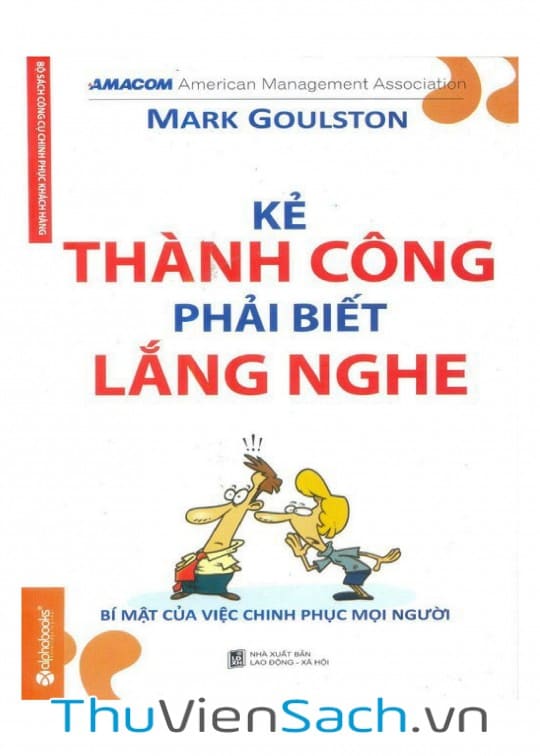 BỘ SÁCH CÔNG CỤ CHINH PHỤC KHÁCH HÀNG
AMACOM American Management Association
MARK GOULSTON
KẺ
THÀNH CÔNG
PHẢI BIẾT
LẮNG NGHE
!!!
BÍ MẬT CỦA VIỆC CHINH PHỤC MỌI NGƯỜI
alphabooks
NHÀ XUẤT BẢN
LAO ĐỘNG - XÃ HỘI
ThuVienSach.vn